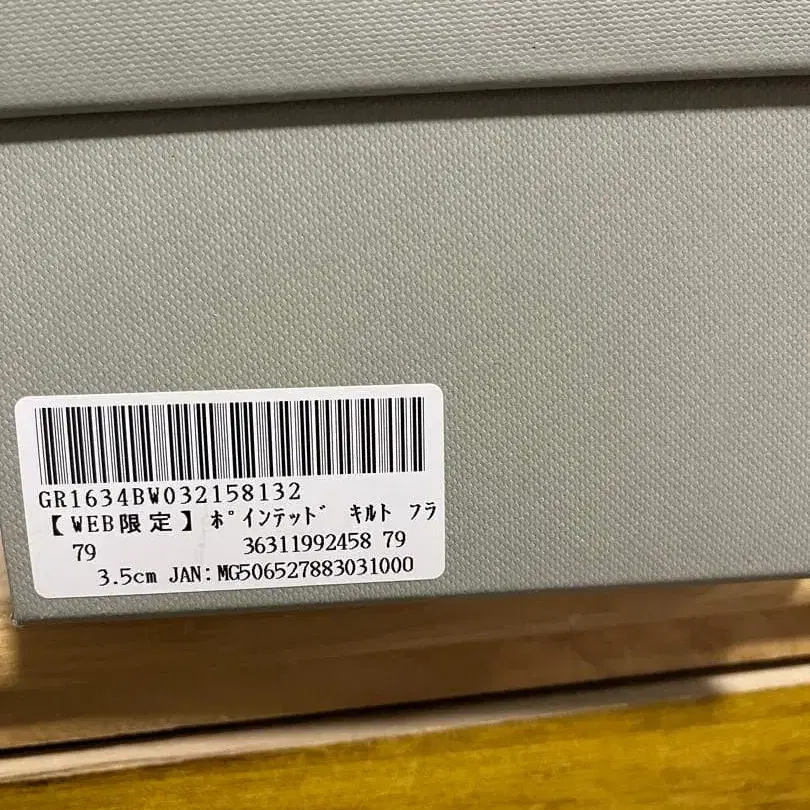 GR1634BW032158132
【WEB限定】ﾎﾟｲﾝﾃｯﾄﾞ ｷﾙﾄ ﾌﾗ
79 36311992458 79
3.5cm JAN:MG506527883031000